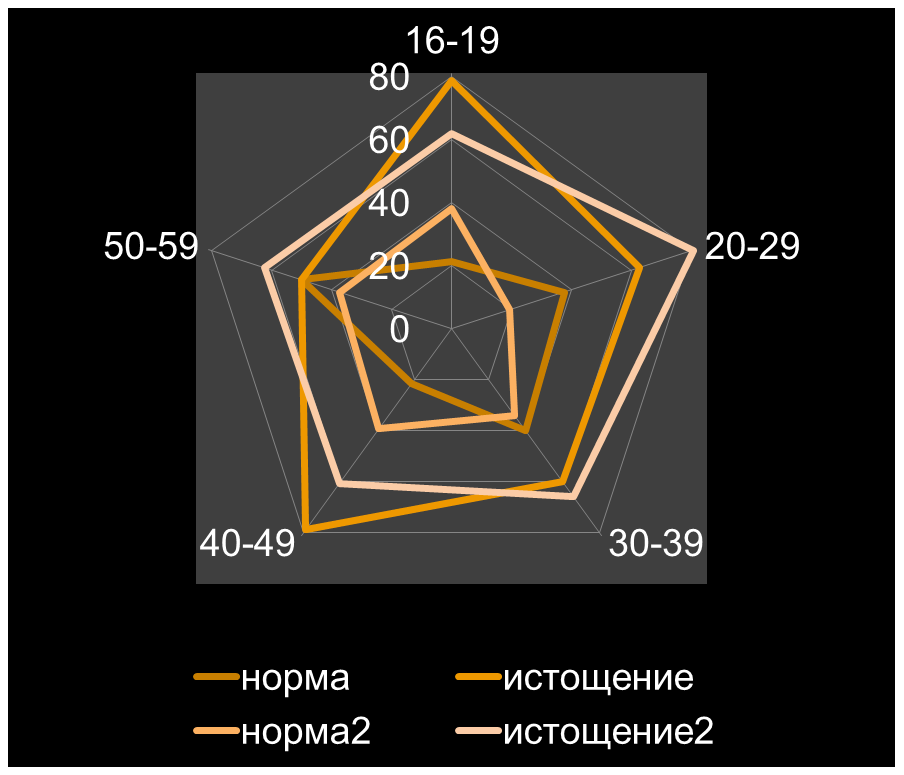 16-19
80
60
40
50-59
20-29
20
0
40-49
30-39
норма
истощение
норма2
истощение2